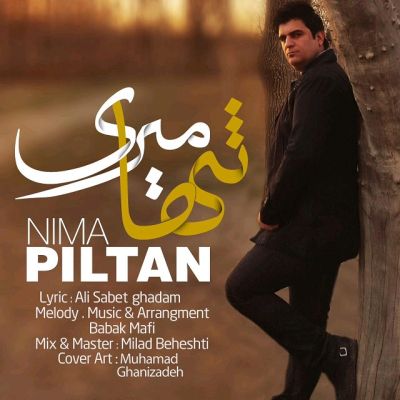 تنها میری
NIMA
PILTAN
Lyric : Ali Sabet ghadam
Melody . Music & Arrangment
Babak Mafi
Mix & Master : Milad Beheshti
Cover Art : Muhamad
Ghanizadeh